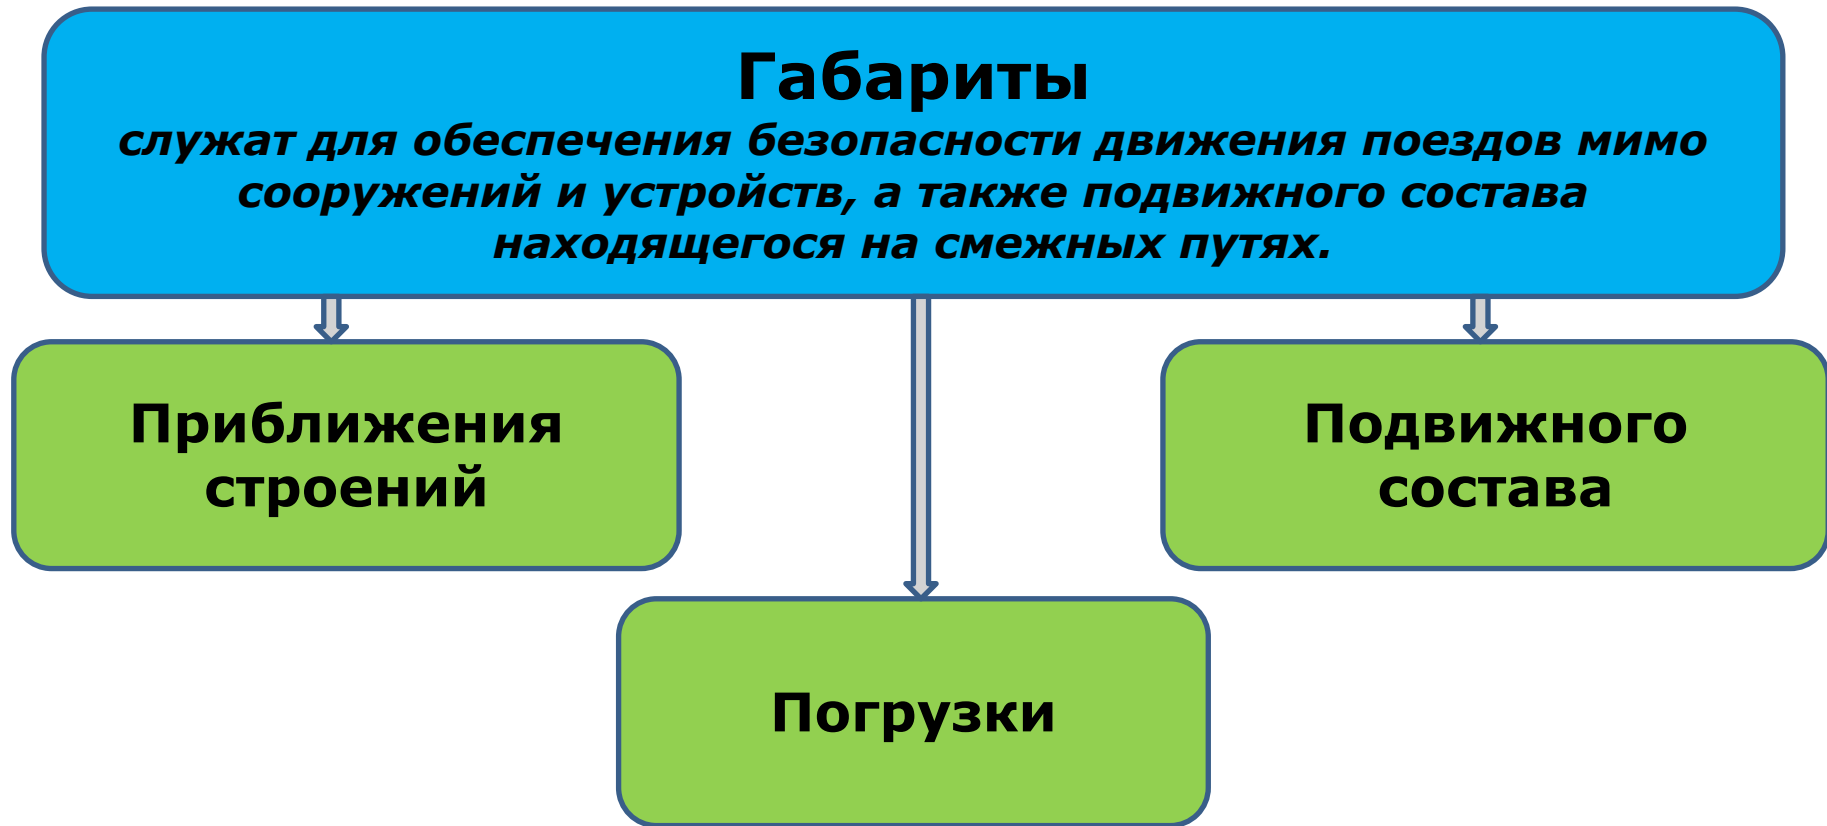 Габариты
служат для обеспечения безопасности движения поездов мимо
сооружений и устройств, а также подвижного состава
находящегося на смежных путях.
Приближения
строений
Подвижного
состава
Погрузки